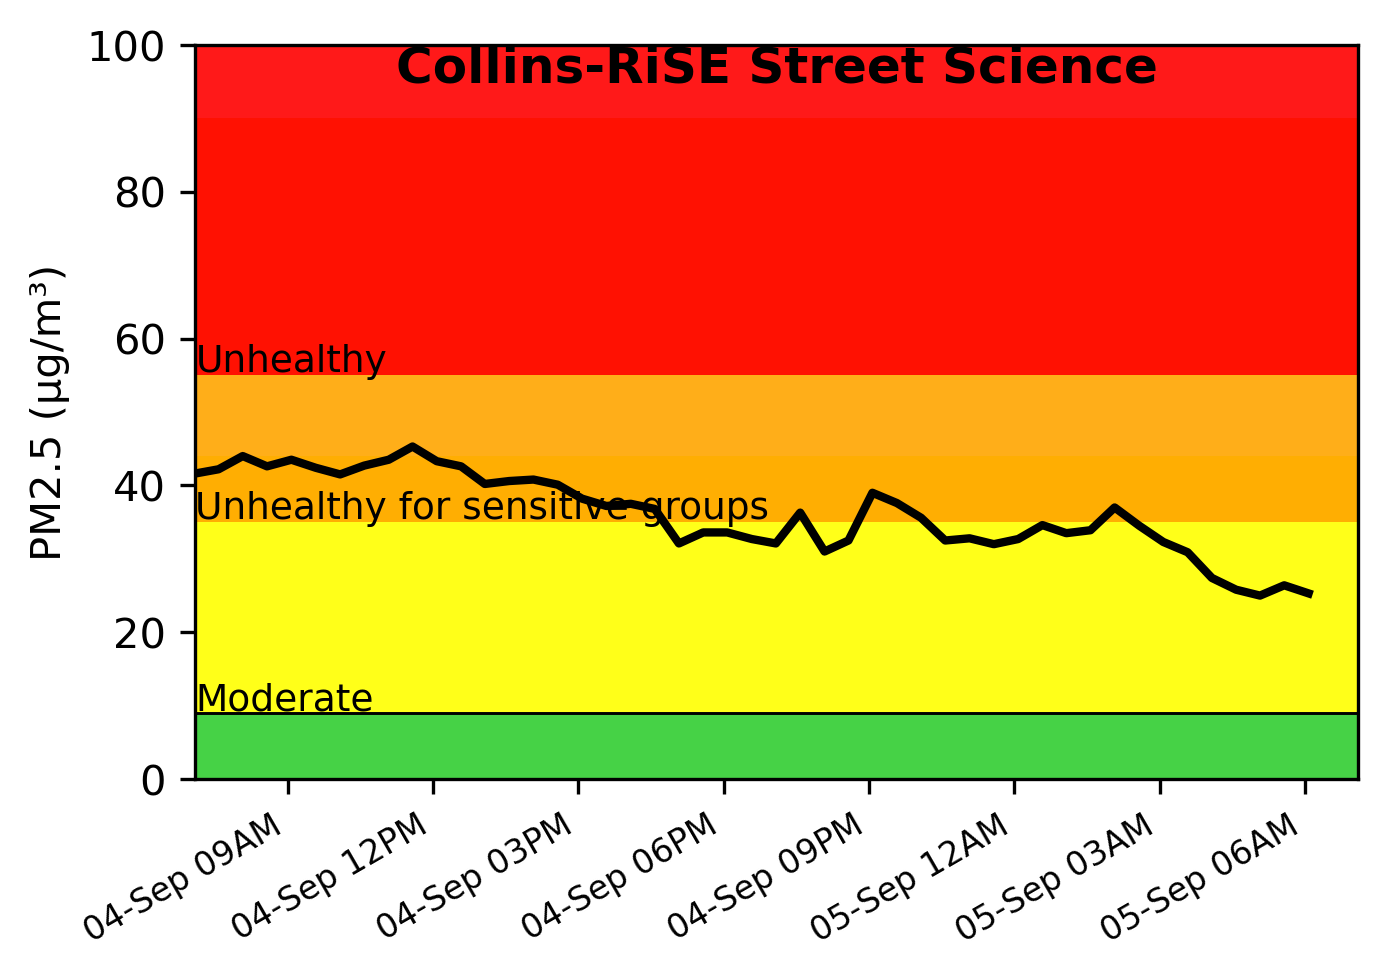 Collins-RiSE Street Science
100
80
60
40
20
0
PM2.5 (µg/m³)
Unhealthy
Unhealthy for sensitive groups
Moderate
04-Sep 09AM
04-Sep 12PM
04-Sep 03PM
04-Sep 06PM
04-Sep 09PM
05-Sep 12AM
05-Sep 03AM
05-Sep 06AM